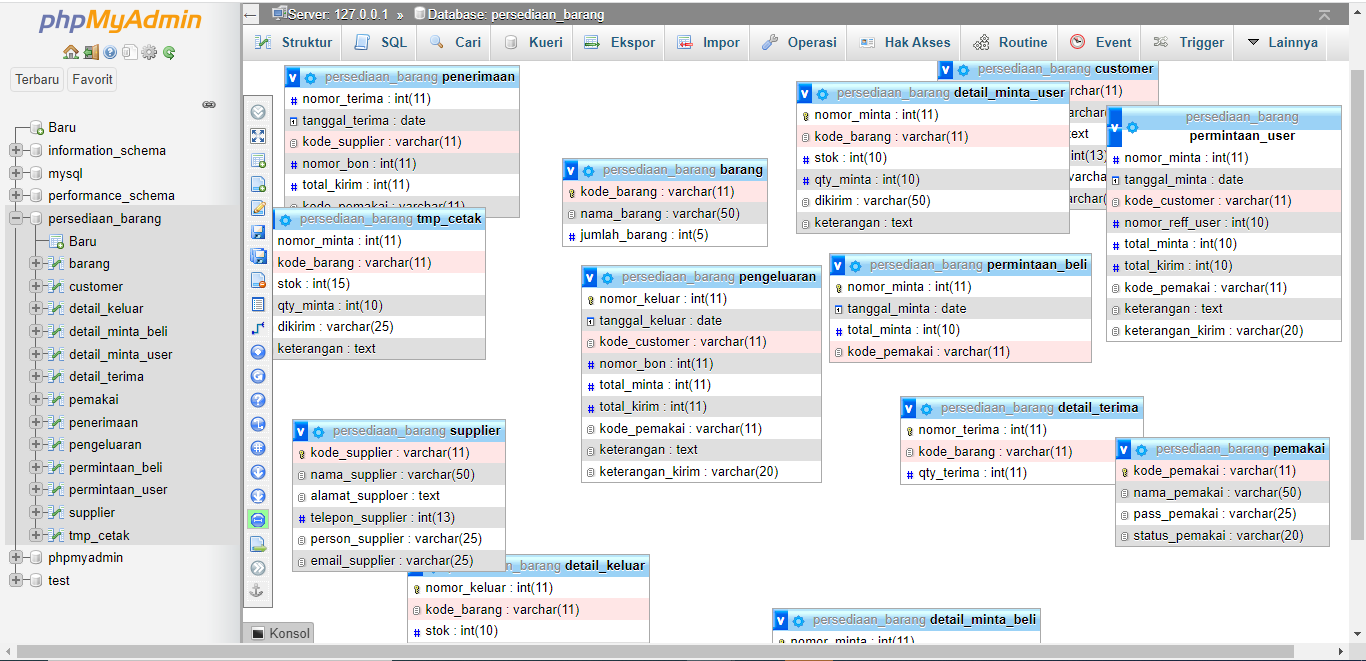 phpMyAdmin
Terbaru
Favorit
Baru
information_schema
mysql
performance_schema
persediaan_barang
Baru
barang
customer
detail_keluar
detail_minta_beli
detail_minta_user
detail_terima
pemakai
penerimaan
pengeluaran
permintaan_beli
permintaan_user
supplier
tmp_cetak
phpmyadmin
test
Server: 127.0.0.1 » Database: persediaan_barang
Struktur
SQL
Cari
Kueri
Ekspor
Impor
Operasi
Hak Akses
Routine
Event
Trigger
Lainnya
persediaan_barang penerimaan
nomor_terima : int(11)
tanggal_terima : date
kode_supplier : varchar(11)
nomor_bon : int(11)
total_kirim : int(11)
kode_pemakai : varchar(11)
persediaan_barang tmp_cetak
nomor_minta : int(11)
kode_barang : varchar(11)
stok : int(15)
qty_minta : int(10)
dikirim : varchar(25)
keterangan : text
persediaan_barang supplier
kode_supplier : varchar(11)
nama_supplier : varchar(50)
alamat_supploer : text
telepon_supplier : int(13)
person_supplier : varchar(25)
email_supplier : varchar(25)
n_barang detail_keluar
nomor_keluar : int(11)
kode_barang : varchar(11)
stok : int(10)
persediaan_barang barang
kode_barang : varchar(11)
nama_barang : varchar(50)
jumlah_barang : int(5)
persediaan_barang pengeluaran
nomor_keluar : int(11)
tanggal_keluar : date
kode_customer : varchar(11)
nomor_bon : int(11)
total_minta : int(11)
total_kirim : int(11)
kode_pemakai : varchar(11)
keterangan : text
keterangan_kirim : varchar(20)
persediaan_barang customer
rchar(11)
archar(
ext
int(13)
varcha
archar(
persediaan_barang detail_minta_user
nomor_minta : int(11)
kode_barang : varchar(11)
stok : int(10)
qty_minta : int(10)
dikirim : varchar(50)
keterangan : text
persediaan_barang
permintaan_user
nomor_minta : int(11)
tanggal_minta : date
kode_customer : varchar(11)
nomor_reff_user : int(10)
total_minta : int(10)
total_kirim : int(10)
kode_pemakai : varchar(11)
keterangan : text
keterangan_kirim : varchar(20)
persediaan_barang permintaan_beli
nomor_minta : int(11)
tanggal_minta : date
total_minta : int(10)
kode_pemakai : varchar(11)
persediaan_barang detail_terima
nomor_terima : int(11)
kode_barang : varchar(11)
qty_terima : int(11)
persediaan_barang pemakai
kode_pemakai : varchar(11)
nama_pemakai : varchar(50)
pass_pemakai : varchar(25)
status_pemakai : varchar(20)
persediaan_barang detail_minta_beli
nomor_minta : int(11)
Konsol